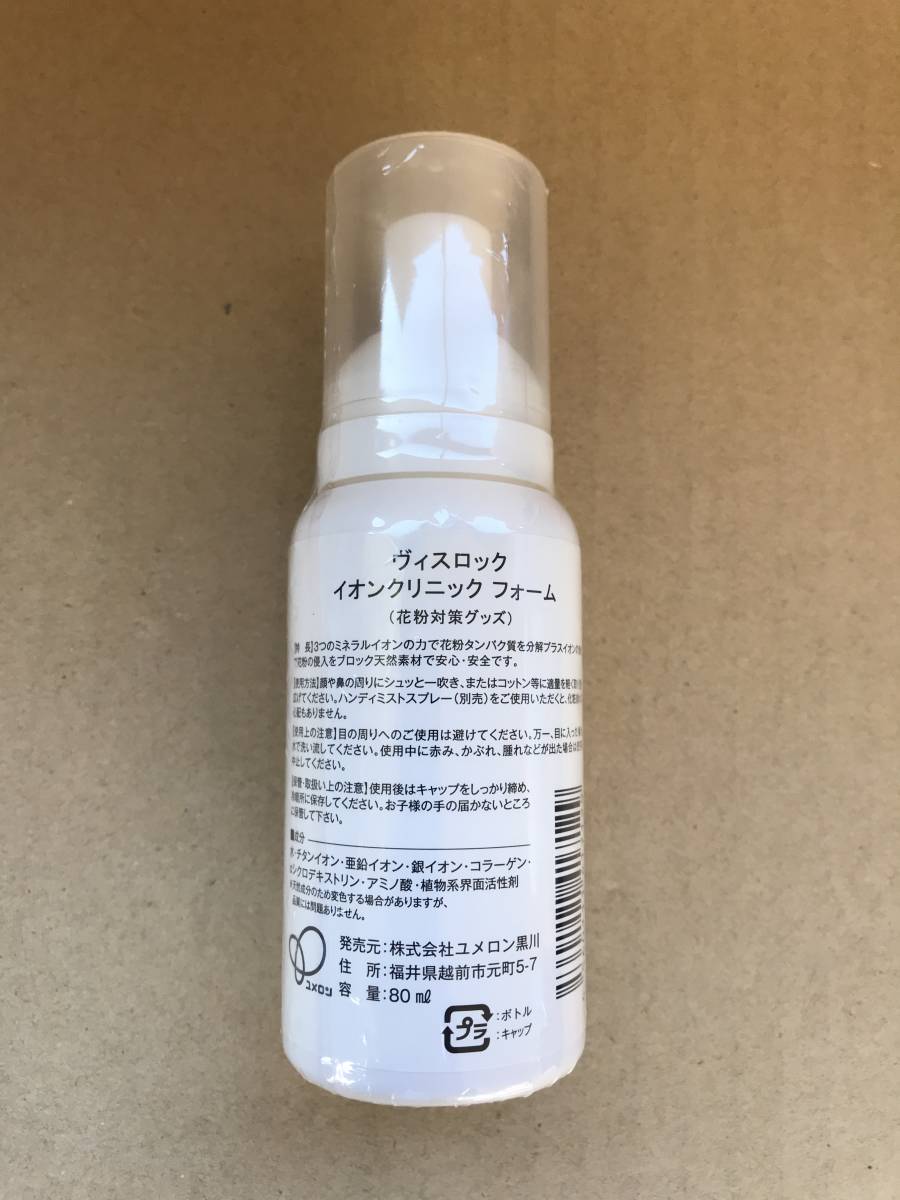 ヴィスロック
イオンクリニック フォーム
(花粉対策グッズ)
【特 長】3つのミネラルイオンの力で花粉タンパク質を分解プラスイオンの
花粉の侵入をブロック天然素材で安心・安全です。
【使用方法】顔や鼻の周りにシュッと一吹き、またはコットン等に適量を軽く
広げてください。ハンディミストスプレー(別売)をご使用いただくと、化粧
心配もありません。
【使用上の注意】目の周りへのご使用は避けてください。万一、目に入った
水で洗い流してください。使用中に赤み、かぶれ、腫れなどが出た場合は
中止してください。
【保管・取扱い上の注意】使用後はキャップをしっかり締め、
に保存してください。お子様の手の届かないところ
に保管して下さい。
■成分
・チタンイオン・亜鉛イオン・銀イオン・コラーゲン・
シクロデキストリン・アミノ酸・植物系界面活性剤
天然成分のため変色する場合がありますが、
品質には問題ありません。
ユメロン
発売元:株式会社ユメロン黒川
住 所:福井県越前市元町5-7
容 量:80㎖
プラ
:ボトル
:キャップ